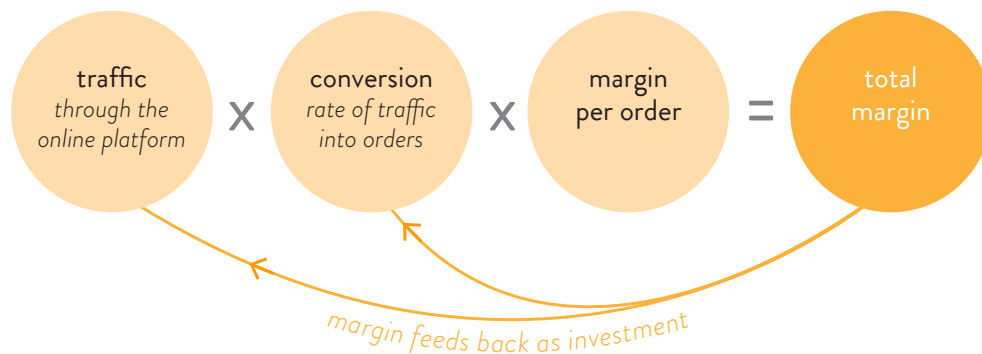 traffic
through the
online platform
x
conversion
rate of traffic
into orders
x
margin
per order
=
total
margin
margin feeds back as investment